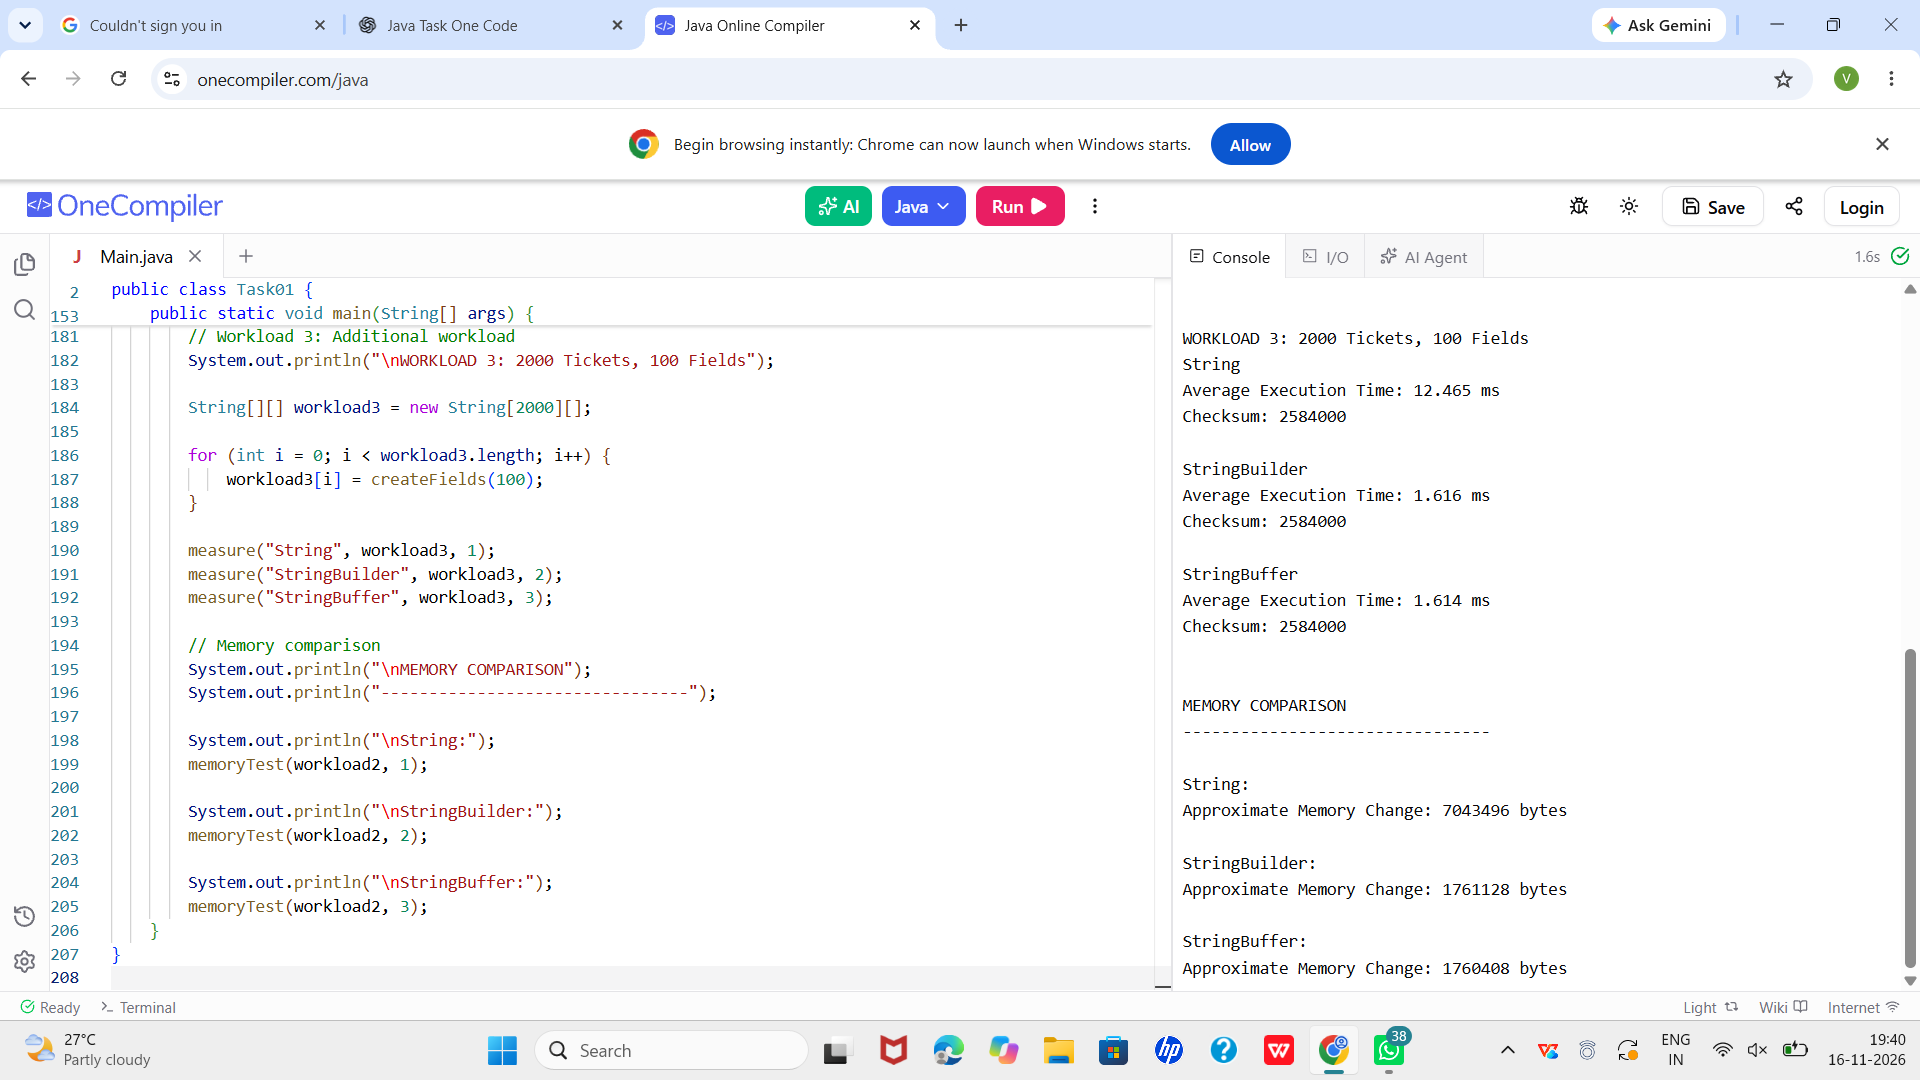 Couldn't sign you in
Java Task One Code
Java Online Compiler
Ask Gemini
onecompiler.com/java
V
Begin browsing instantly: Chrome can now launch when Windows starts.
Allow
</> OneCompiler
AI
Java
Run
Save
Login
J Main.java
Console
I/O
AI Agent
1.6s
2 public class Task01 {
153 public static void main(String[] args) {
181 // Workload 3: Additional workload
182 System.out.println("\nWORKLOAD 3: 2000 Tickets, 100 Fields");
183
184 String[][] workload3 = new String[2000][];
185
186 for (int i = 0; i < workload3.length; i++) {
187 workload3[i] = createFields(100);
188 }
189
190 measure("String", workload3, 1);
191 measure("StringBuilder", workload3, 2);
192 measure("StringBuffer", workload3, 3);
193
194 // Memory comparison
195 System.out.println("\nMEMORY COMPARISON");
196 System.out.println("--------------------------------");
197
198 System.out.println("\nString:");
199 memoryTest(workload2, 1);
200
201 System.out.println("\nStringBuilder:");
202 memoryTest(workload2, 2);
203
204 System.out.println("\nStringBuffer:");
205 memoryTest(workload2, 3);
206 }
207 }
208
WORKLOAD 3: 2000 Tickets, 100 Fields
String
Average Execution Time: 12.465 ms
Checksum: 2584000
StringBuilder
Average Execution Time: 1.616 ms
Checksum: 2584000
StringBuffer
Average Execution Time: 1.614 ms
Checksum: 2584000
MEMORY COMPARISON
--------------------------------
String:
Approximate Memory Change: 7043496 bytes
StringBuilder:
Approximate Memory Change: 1761128 bytes
StringBuffer:
Approximate Memory Change: 1760408 bytes
Ready
Terminal
Light
Wiki
Internet
27°C
Partly cloudy
Search
hp
38
ENG
IN
19:40
16-11-2026